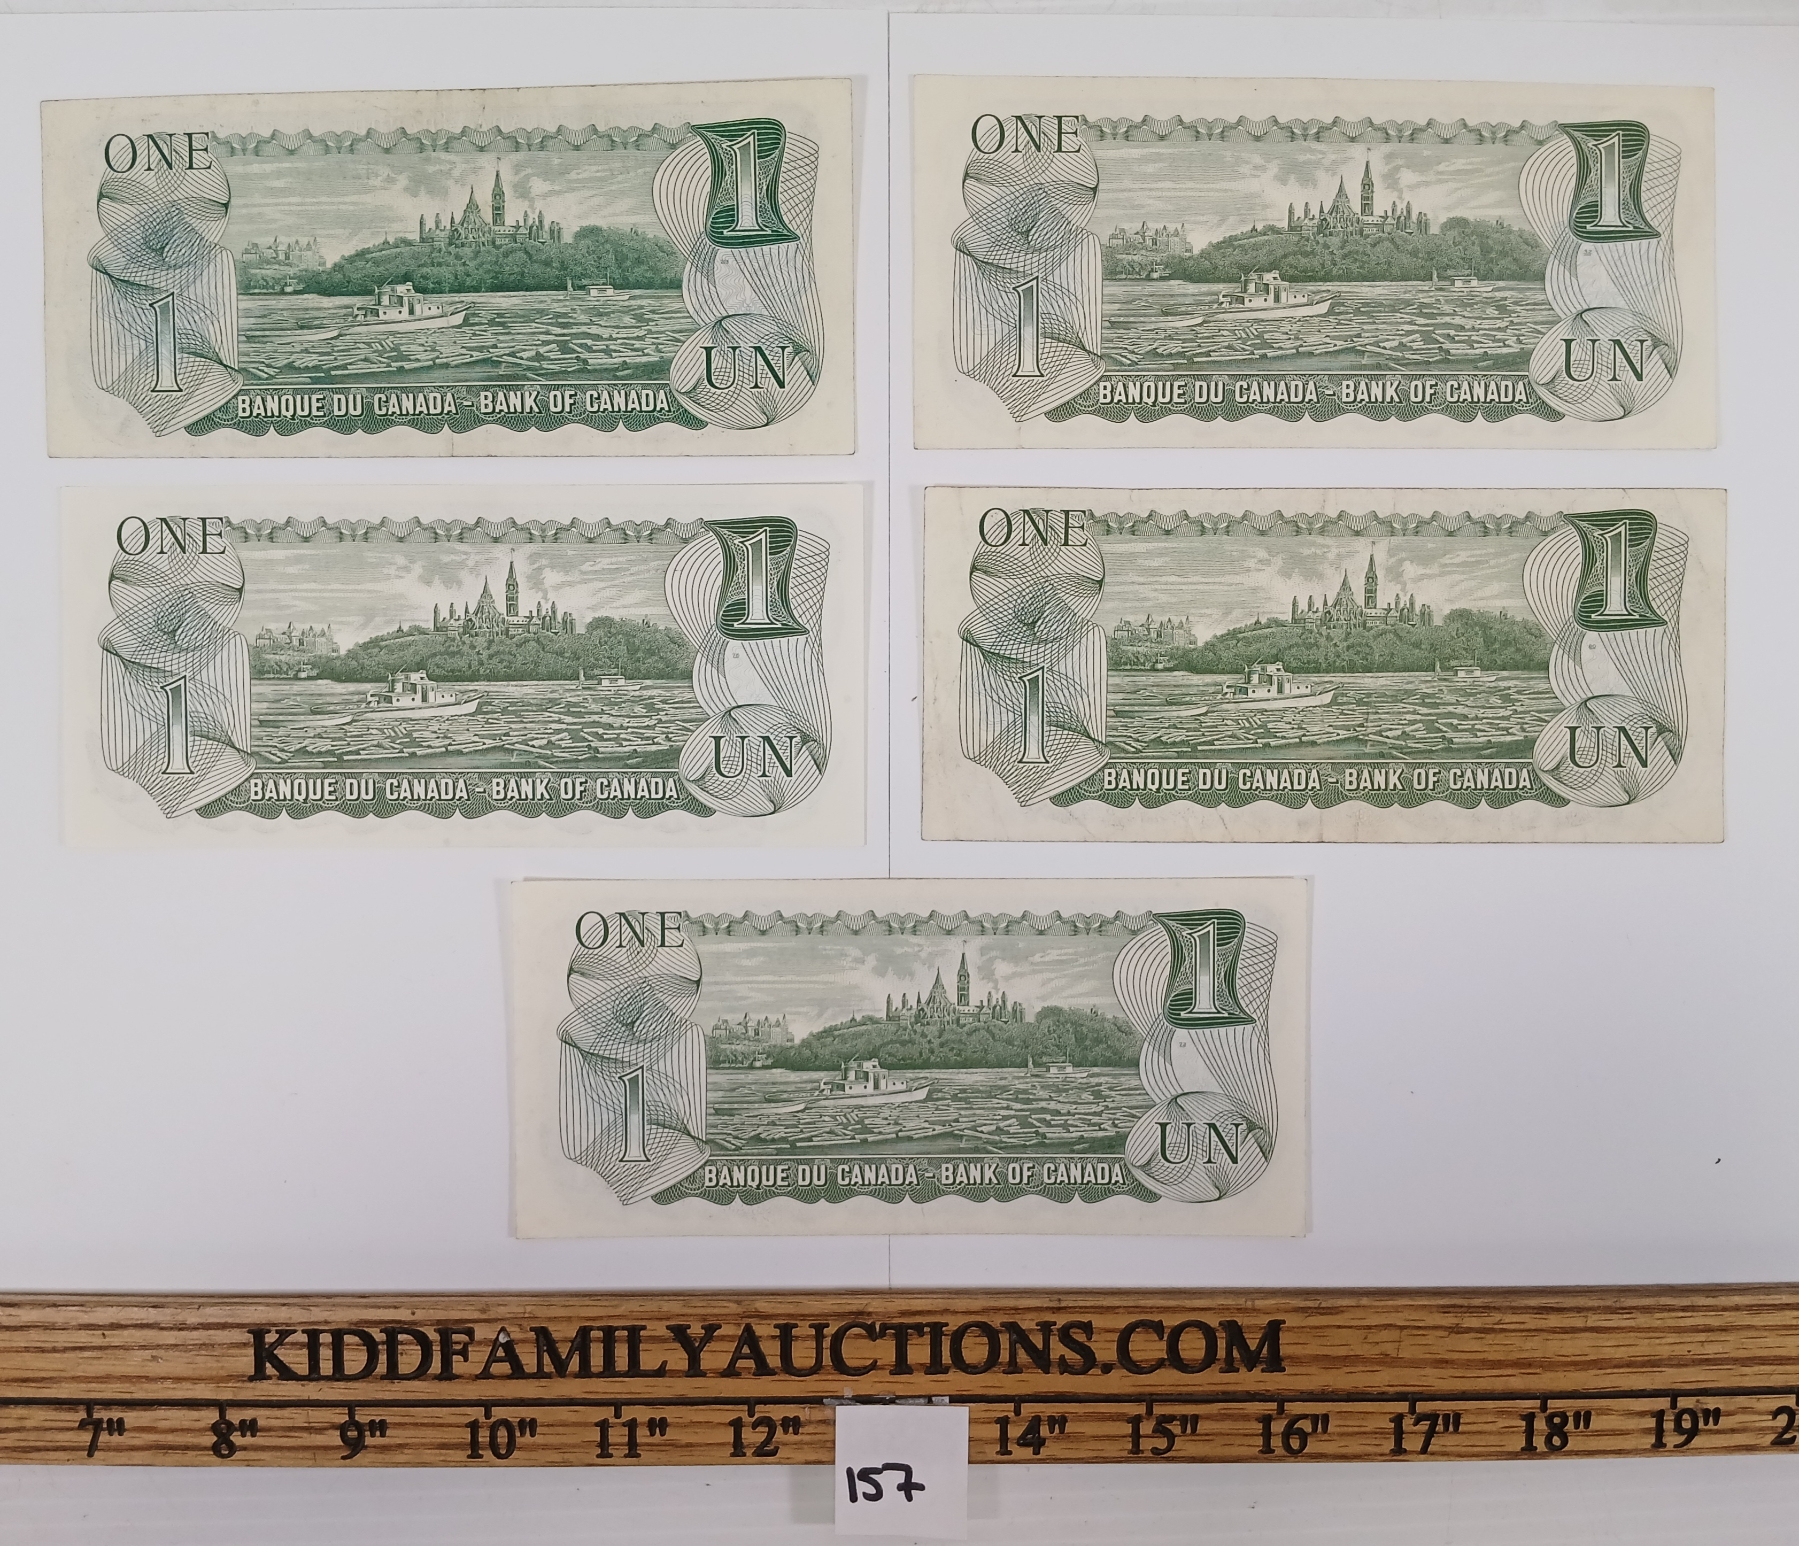 ONE
1
1
UN
BANQUE DU CANADA - BANK OF CANADA
ONE
1
1
UN
BANQUE DU CANADA - BANK OF CANADA
ONE
1
1
UN
BANQUE DU CANADA - BANK OF CANADA
ONE
1
1
UN
BANQUE DU CANADA - BANK OF CANADA
ONE
1
1
UN
BANQUE DU CANADA - BANK OF CANADA
KIDDFAMILYAUCTIONS.COM
7" 8" 9" 10" 11" 12" 14" 15" 16" 17" 18" 19"
157